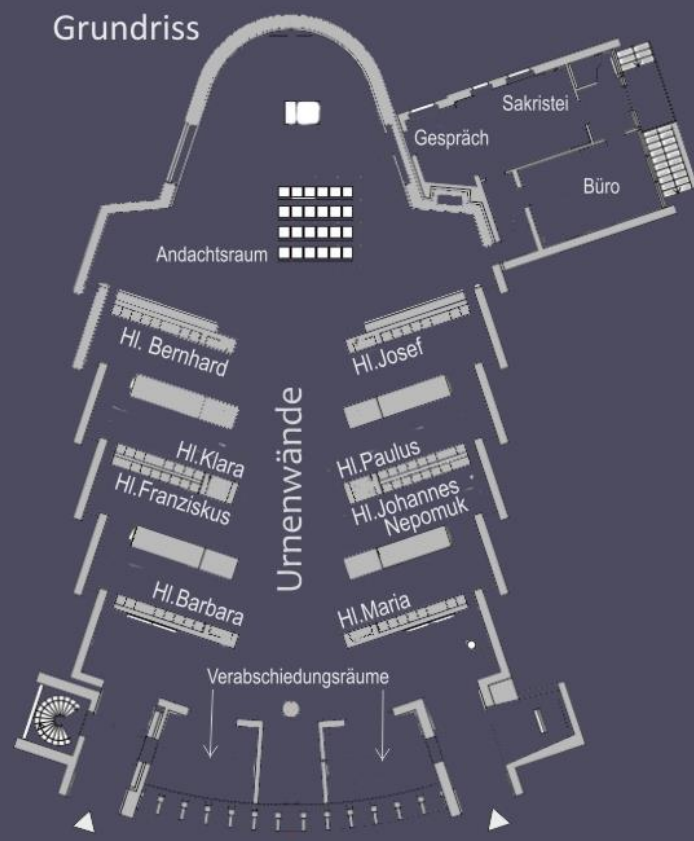 Grundriss
Sakristei
Gespräch
Büro
Andachtsraum
Hl. Bernhard
Hl.Josef
Urnenwände
Hl.Klara
Hl.Paulus
Hl.Franziskus
Hl.Johannes
Nepomuk
Hl.Barbara
Hl.Maria
Verabschiedungsräume